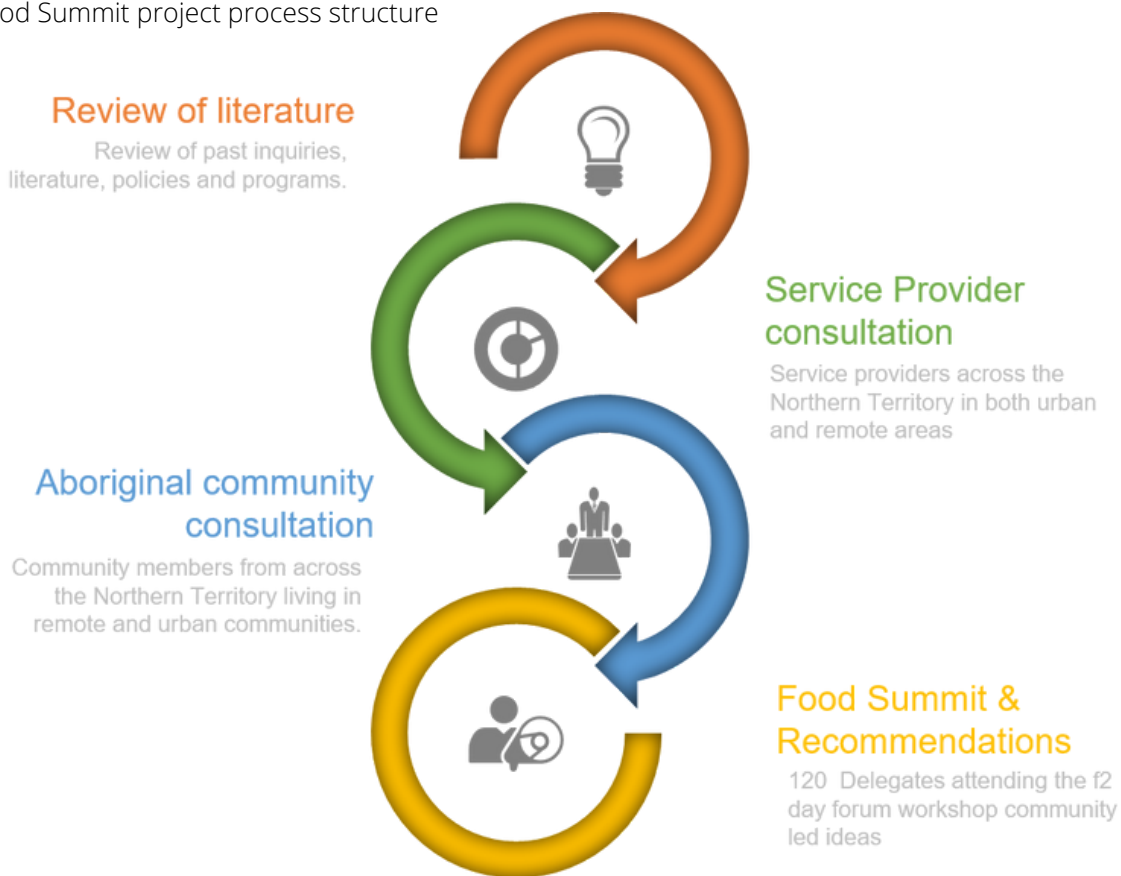 od Summit project process structure
Review of literature
Review of past inquiries,
literature, policies and programs.
Service Provider
consultation
Service providers across the
Northern Territory in both urban
and remote areas
Aboriginal community
consultation
Community members from across
the Northern Territory living in
remote and urban communities.
Food Summit &
Recommendations
120 Delegates attending the f2
day forum workshop community
led ideas